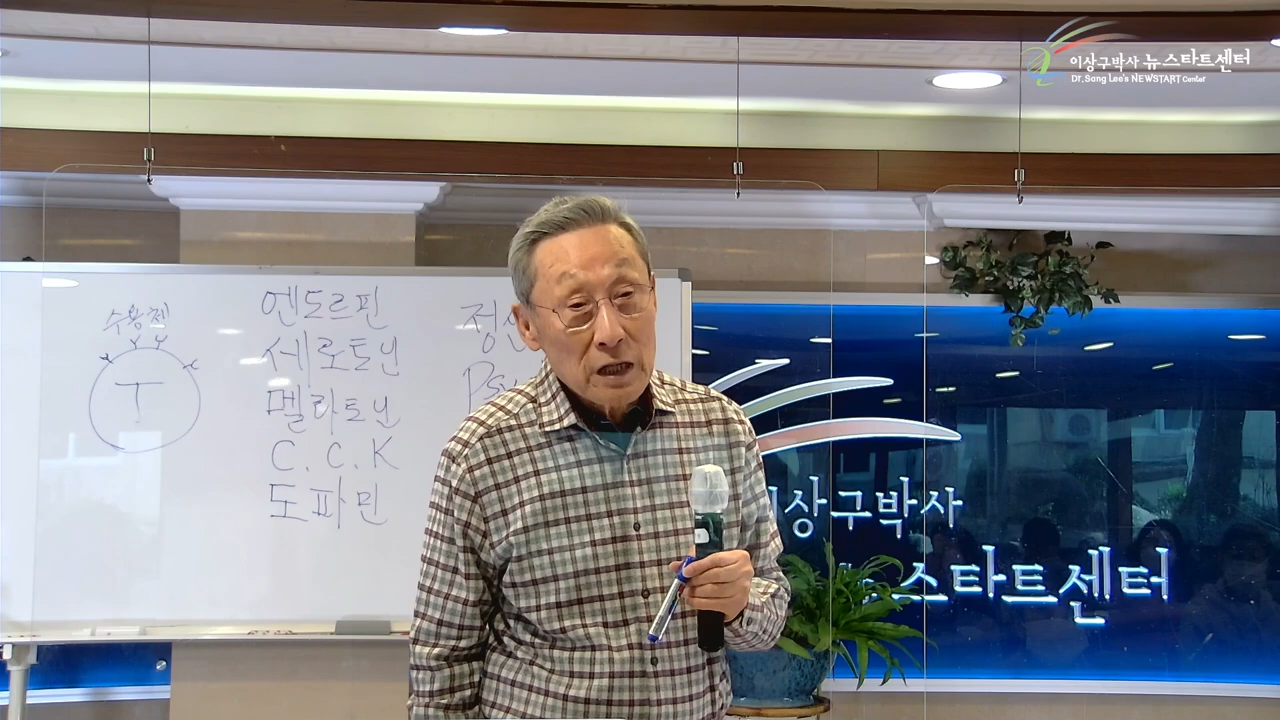 이상구박사 뉴스타트센터
Dr. Sang Lee's NEWSTART Center
수용체
T
엔도르핀
세로토닌
멜라토닌
C.C.K
도파민
이상구박사
뉴스타트센터